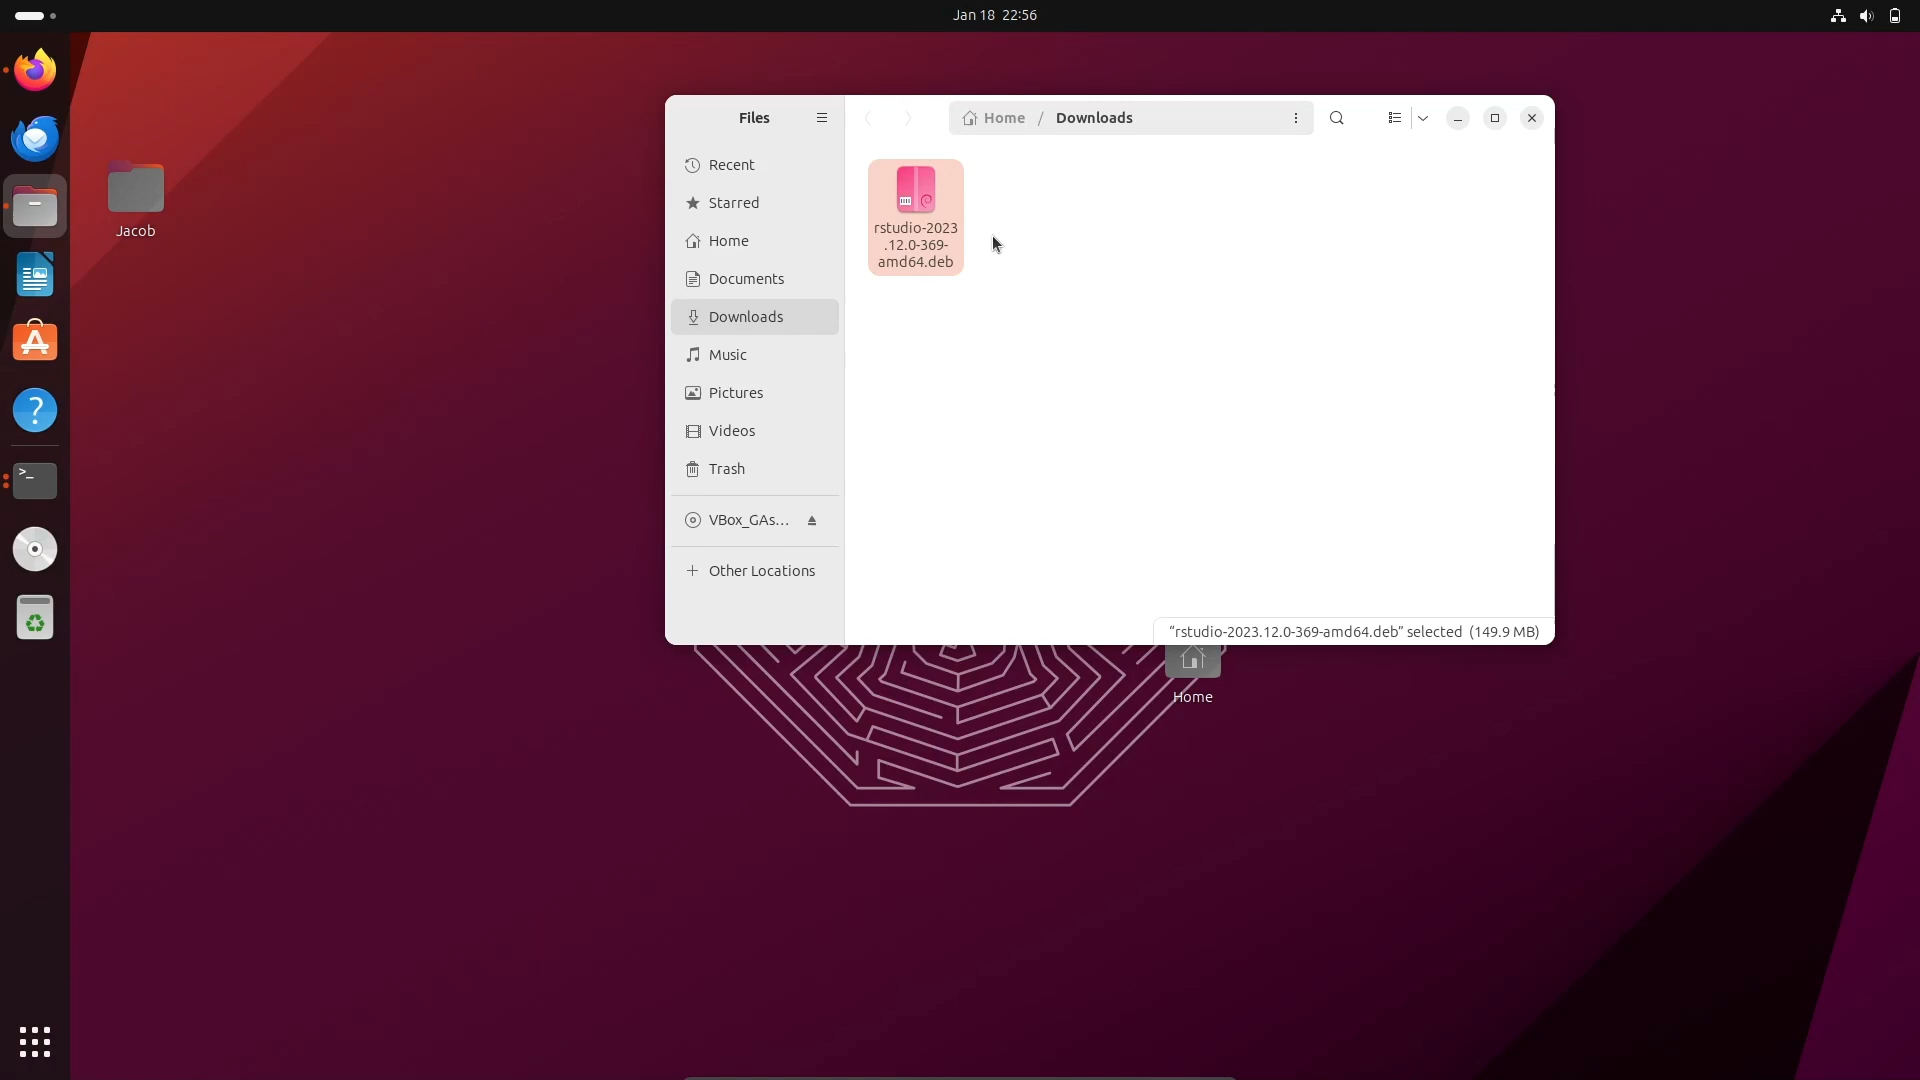 Jan 18 22:56
Files
Home / Downloads
Recent
Starred
Home
Documents
Downloads
Music
Pictures
Videos
Trash
VBox_GAs...
Other Locations
rstudio-2023
.12.0-369-
amd64.deb
"rstudio-2023.12.0-369-amd64.deb" selected (149.9 MB)
Jacob
Home